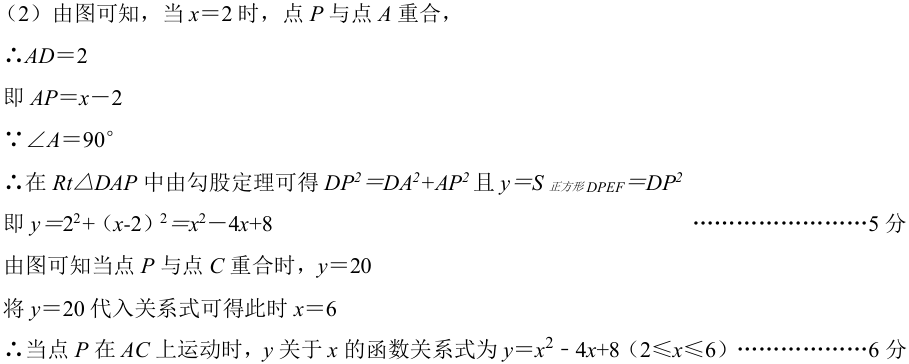 （2）由图可知，当 x＝2 时，点 P 与点 A 重合，
∴AD＝2
即 AP＝x－2
∵∠A＝90°
∴在 Rt△DAP 中由勾股定理可得 DP²＝DA²+AP² 且 y＝S 正方形 DPEF＝DP²
即 y＝2²+（x-2）²＝x²－4x+8 ……………………5 分
由图可知当点 P 与点 C 重合时，y＝20
将 y＝20 代入关系式可得此时 x＝6
∴当点 P 在 AC 上运动时，y 关于 x 的函数关系式为 y＝x²﹣4x+8（2≤x≤6）………………6 分